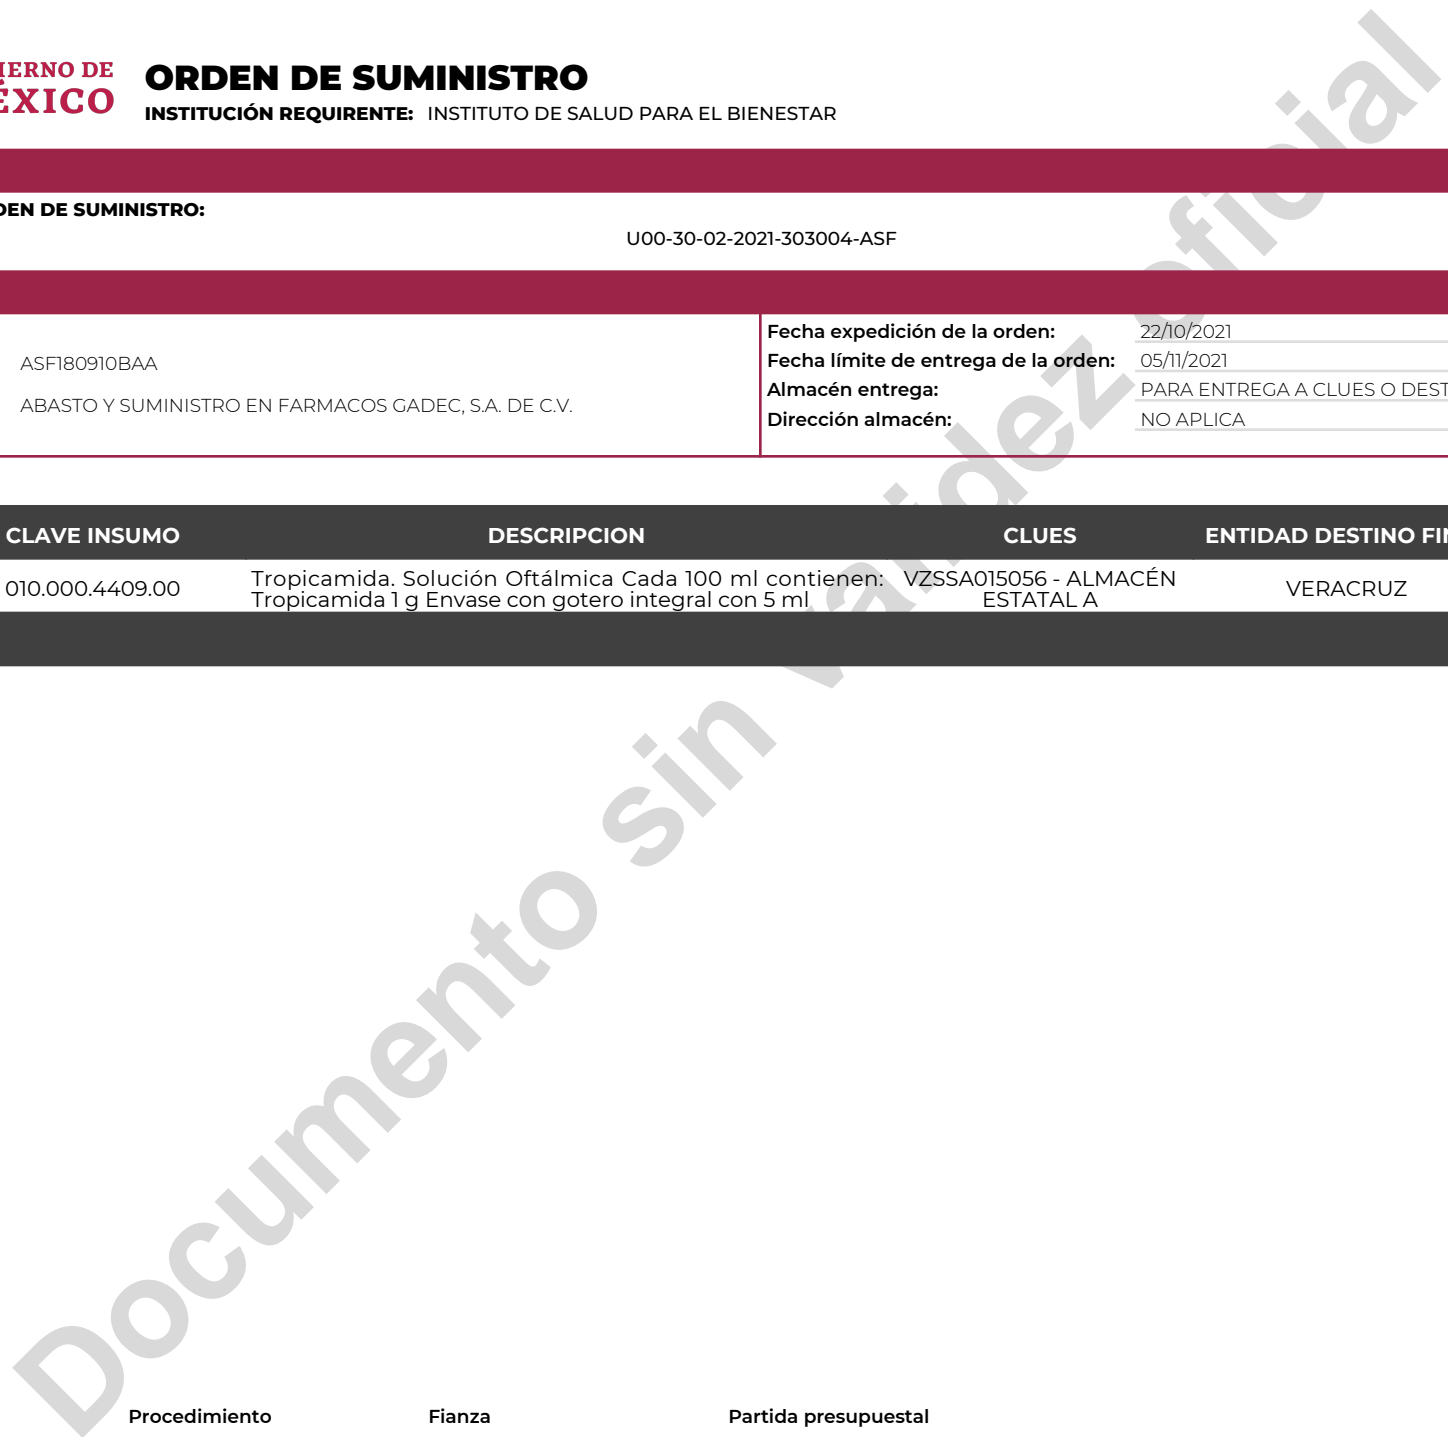 IERNO DE
ÉXICO
ORDEN DE SUMINISTRO
INSTITUCIÓN REQUIRENTE: INSTITUTO DE SALUD PARA EL BIENESTAR
DEN DE SUMINISTRO:
U00-30-02-2021-303004-ASF
ASF180910BAA
ABASTO Y SUMINISTRO EN FARMACOS GADEC, S.A. DE C.V.
Fecha expedición de la orden: 22/10/2021
Fecha límite de entrega de la orden: 05/11/2021
Almacén entrega: PARA ENTREGA A CLUES O DEST
Dirección almacén: NO APLICA
CLAVE INSUMO DESCRIPCION CLUES ENTIDAD DESTINO FIN
010.000.4409.00 Tropicamida. Solución Oftálmica Cada 100 ml contienen: VZSSA015056 - ALMACÉN VERACRUZ
Tropicamida 1 g Envase con gotero integral con 5 ml ESTATAL A
Documento sin validez oficial
Procedimiento Fianza Partida presupuestal